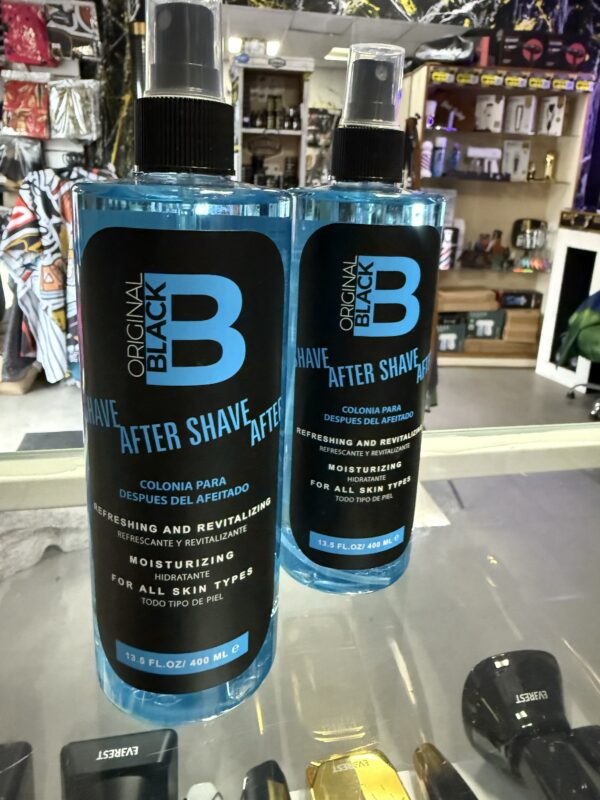 ORIGINAL
BLACK
B
SHAVE AFTER SHAVE AFTER
COLONIA PARA
DESPUES DEL AFEITADO
REFRESHING AND REVITALIZING
REFRESCANTE Y REVITALIZANTE
MOISTURIZING
HIDRATANTE
FOR ALL SKIN TYPES
TODO TIPO DE PIEL
13.5 FL.OZ/ 400 ML ℮
ORIGINAL
BLACK
B
SHAVE AFTER SHAVE
COLONIA PARA
DESPUES DEL AFEITADO
REFRESHING AND REVITALIZING
REFRESCANTE Y REVITALIZANTE
MOISTURIZING
HIDRATANTE
FOR ALL SKIN TYPES
TODO TIPO DE PIEL
13.5 FL.OZ/ 400 ML ℮
EVEREST
EVEREST
EVEREST